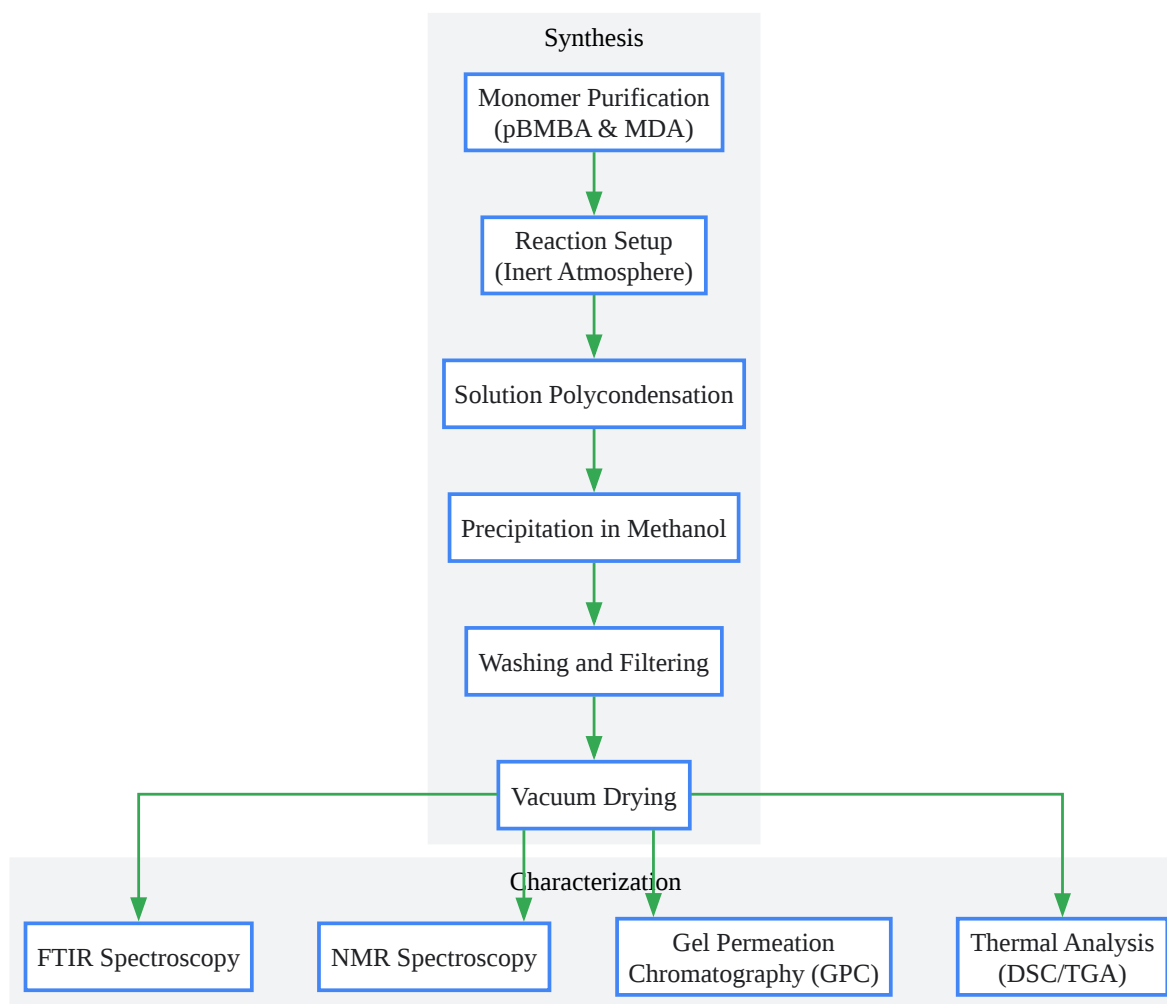 Synthesis
Monomer Purification
(pBMBA & MDA)
Reaction Setup
(Inert Atmosphere)
Solution Polycondensation
Precipitation in Methanol
Washing and Filtering
Vacuum Drying
Characterization
FTIR Spectroscopy
NMR Spectroscopy
Gel Permeation
Chromatography (GPC)
Thermal Analysis
(DSC/TGA)